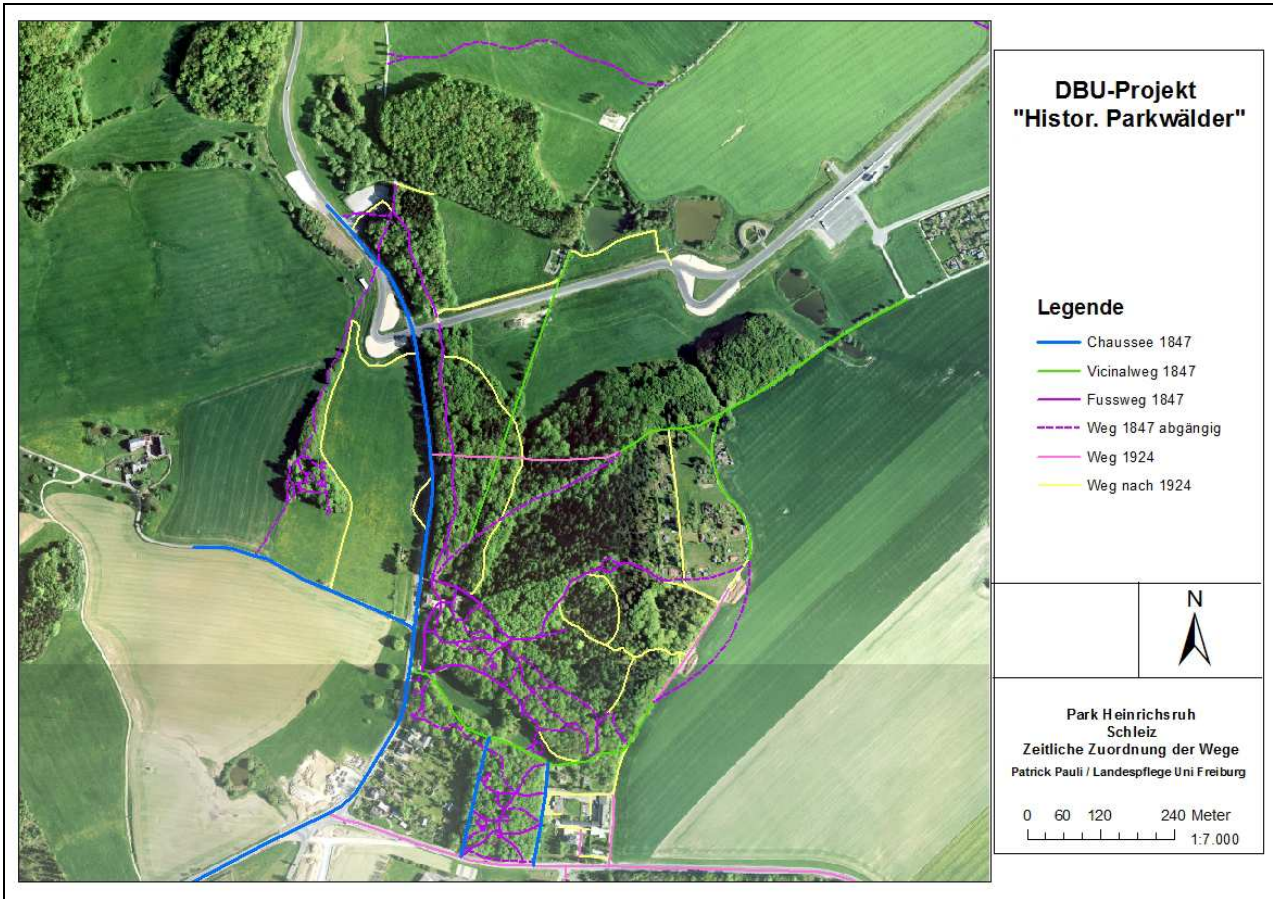 DBU-Projekt
"Histor. Parkwälder"
Legende
Chaussee 1847
Vicinalweg 1847
Fussweg 1847
Weg 1847 abgängig
Weg 1924
Weg nach 1924
N
Park Heinrichsruh
Schleiz
Zeitliche Zuordnung der Wege
Patrick Pauli / Landespflege Uni Freiburg
0 60 120 240 Meter
1:7.000